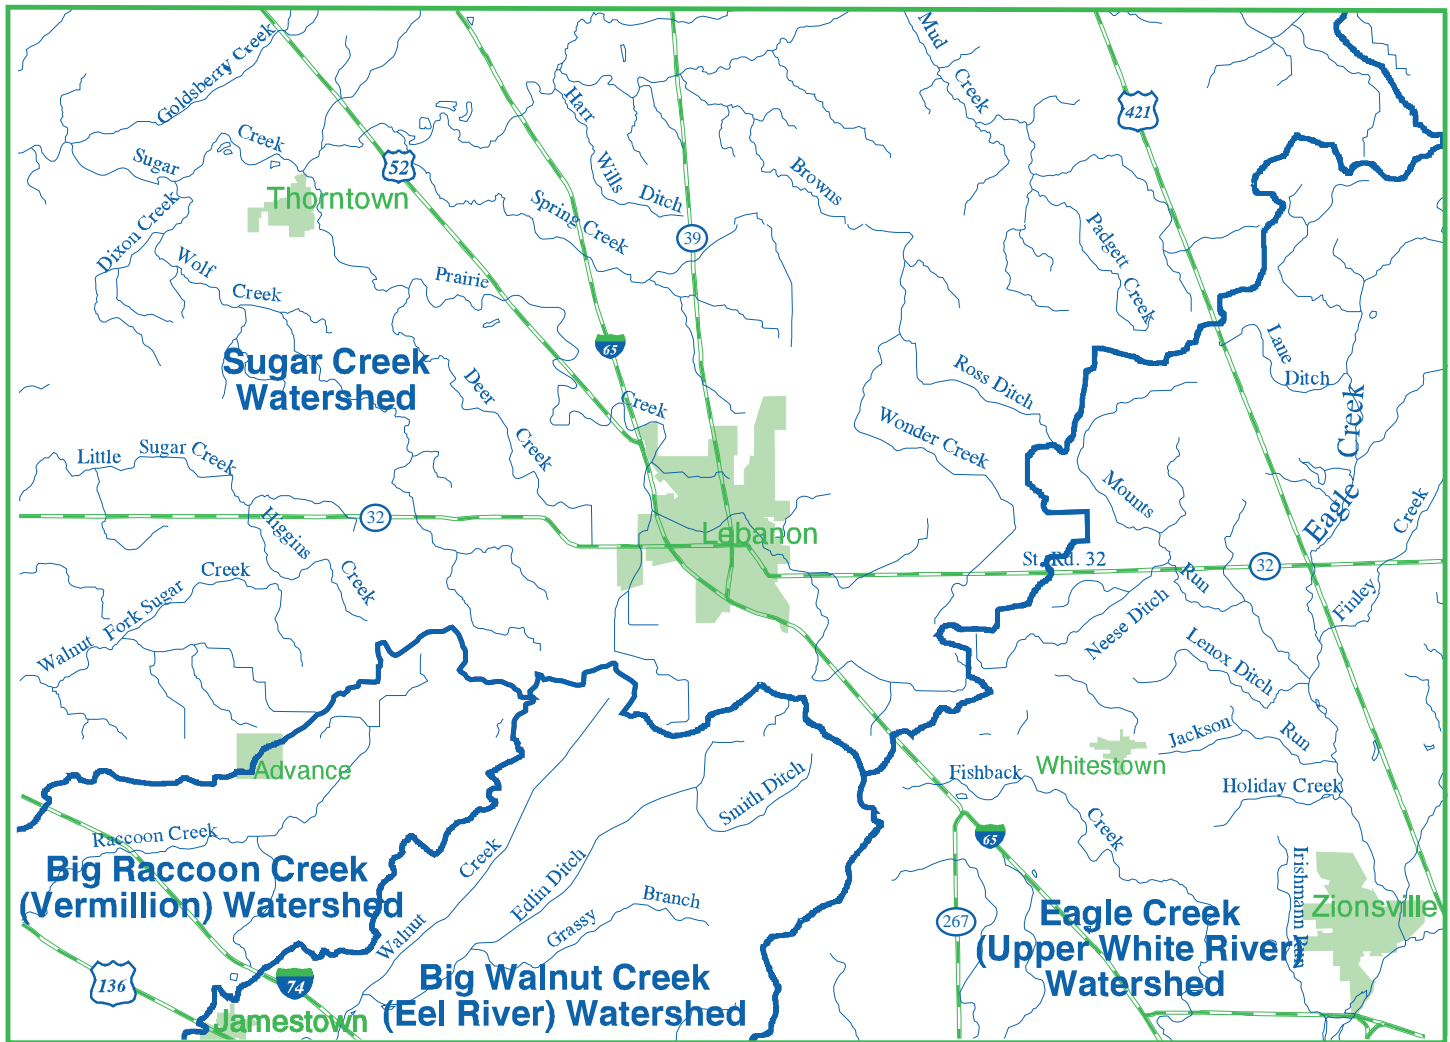 Mud
Creek
Goldsberry Creek
421
Harr
Wills
Ditch
Creek
Sugar
52
Browns
Thorntown
Spring Creek
39
Padgett Creek
Dixon Creek
Wolf
Creek
Prairie
Lane
Ditch
65
Sugar Creek
Watershed
Deer
Creek
Creek
Ross Ditch
Wonder Creek
Eagle Creek
Little
Sugar Creek
Mounts
Run
Creek
Finley
32
Higgins
Creek
Lebanon
St. Rd. 32
32
Walnut Fork Sugar
Creek
Neese Ditch
Lenox Ditch
Jackson
Run
Advance
Whitestown
Fishback
Creek
Holiday Creek
Smith Ditch
Raccoon Creek
65
Big Raccoon Creek
(Vermillion) Watershed
Walnut
Creek
Edlin Ditch
Grassy
Branch
Irishmann Run
Zionsville
267
Eagle Creek
(Upper White River)
Watershed
136
74
Big Walnut Creek
(Eel River) Watershed
Jamestown